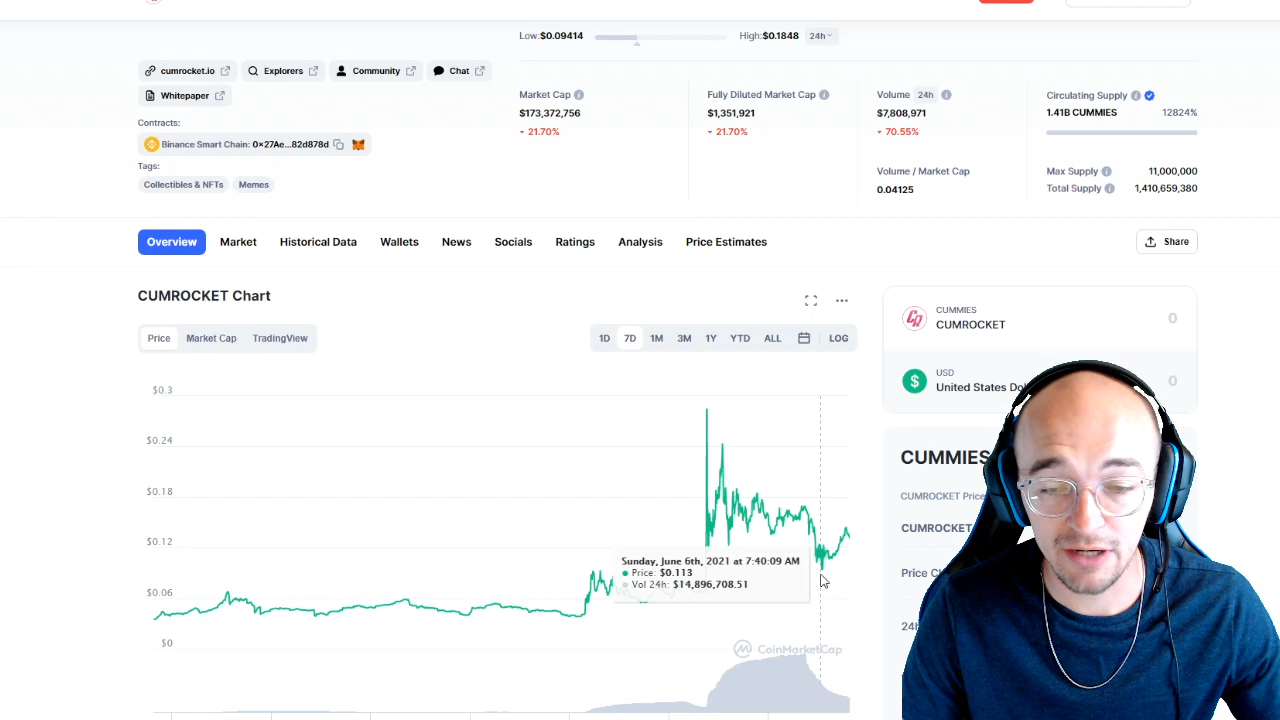 Low:$0.09414 High:$0.1848 24h
cumrocket.io Explorers Community Chat
Whitepaper
Contracts:
Binance Smart Chain: 0x27Ae...82d878d
Tags:
Collectibles & NFTs Memes
Market Cap Fully Diluted Market Cap Volume 24h Circulating Supply
$173,372,756 $1,351,921 $7,808,971 1.41B CUMMIES 12824%
21.70% 21.70% 70.55%
Volume / Market Cap Max Supply 11,000,000
0.04125 Total Supply 1,410,659,380
Overview Market Historical Data Wallets News Socials Ratings Analysis Price Estimates Share
CUMROCKET Chart
Price Market Cap TradingView 1D 7D 1M 3M 1Y YTD ALL LOG
CUMMIES
CUMROCKET 0
USD
United States Do 0
$0.3
$0.24
$0.18
$0.12
$0.06
$0
Sunday, June 6th, 2021 at 7:40:09 AM
Price: $0.113
Vol 24h: $14,896,708.51
CoinMarketCap
CUMMIES
CUMROCKET Price
CUMROCKET
Price Ch
24h